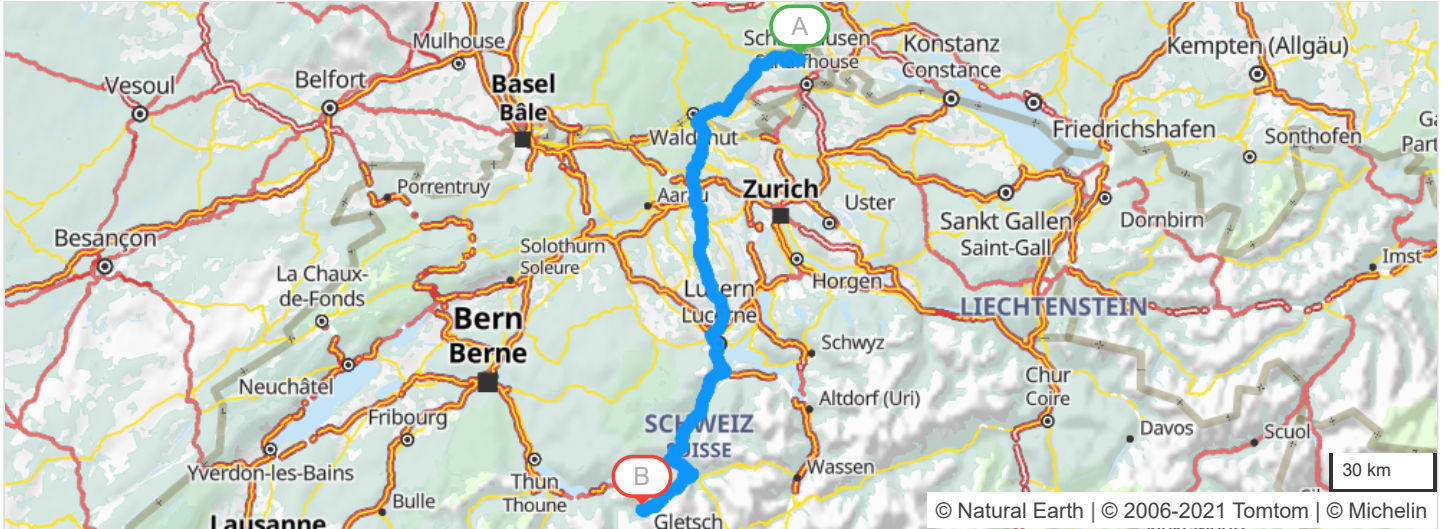 A
Mulhouse
Konstanz
Constance
Kempten (Allgäu)
Vesoul
Belfort
Basel
Bâle
Friedrichshafen
Sonthofen
Porrentruy
Aarau
Zurich
Uster
Sankt Gallen
Saint-Gall
Dornbirn
Besançon
Solothurn
Soleure
Imst
La Chaux-
de-Fonds
Horgen
Luzern
Lucerne
LIECHTENSTEIN
Bern
Berne
Schwyz
Neuchâtel
Chur
Coire
Altdorf (Uri)
Fribourg
SCHWEIZ
Davos
Scuol
Yverdon-les-Bains
B
Wassen
30 km
Thun
Thoune
Bulle
Gletsch
Lausanne
© Natural Earth | © 2006-2021 Tomtom | © Michelin